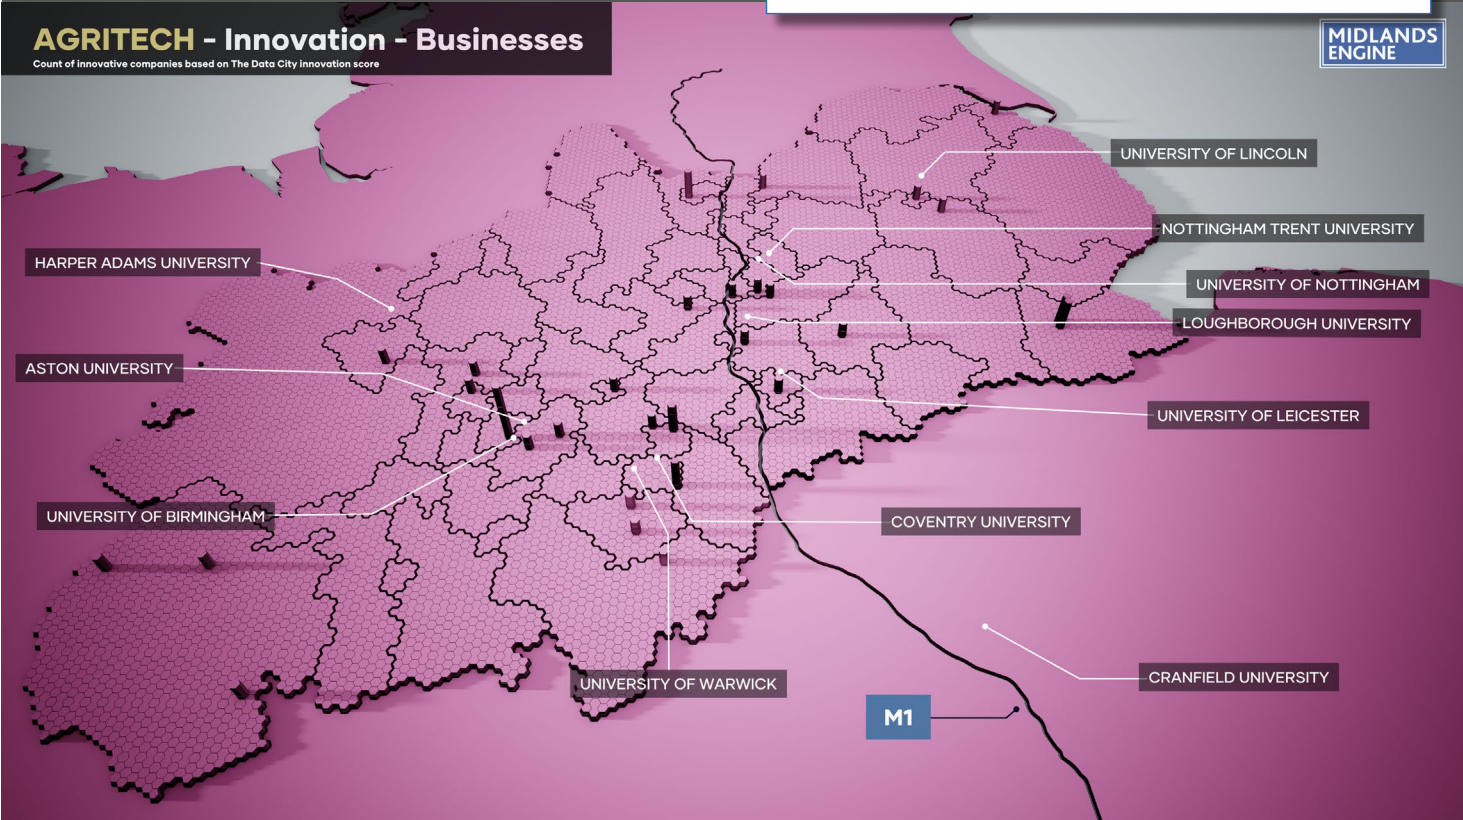 AGRITECH - Innovation - Businesses
Count of innovative companies based on The Data City innovation score
MIDLANDS
ENGINE
UNIVERSITY OF LINCOLN
NOTTINGHAM TRENT UNIVERSITY
HARPER ADAMS UNIVERSITY
UNIVERSITY OF NOTTINGHAM
LOUGHBOROUGH UNIVERSITY
ASTON UNIVERSITY
UNIVERSITY OF LEICESTER
UNIVERSITY OF BIRMINGHAM
COVENTRY UNIVERSITY
CRANFIELD UNIVERSITY
UNIVERSITY OF WARWICK
M1